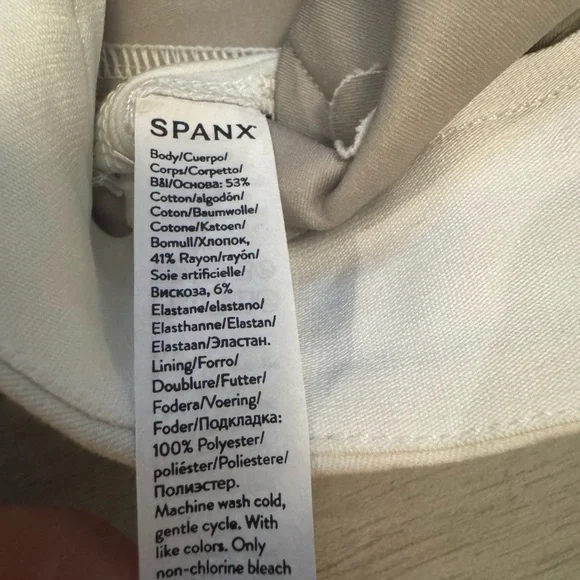 SPANX
Body/Cuerpo/
Corps/Corpetto/
Bål/Основа: 53%
Cotton/algodón/
Coton/Baumwolle/
Cotone/Katoen/
Bomull/Хлопок,
41% Rayon/rayón/
Soie artificielle/
Вискоза, 6%
Elastane/elastano/
Elasthanne/Elastan/
Elastaan/Эластан.
Lining/Forro/
Doublure/Futter/
Fodera/Voering/
Foder/Подкладка:
100% Polyester/
poliéster/Poliestere/
Полиэстер.
Machine wash cold,
gentle cycle. With
like colors. Only
non-chlorine bleach